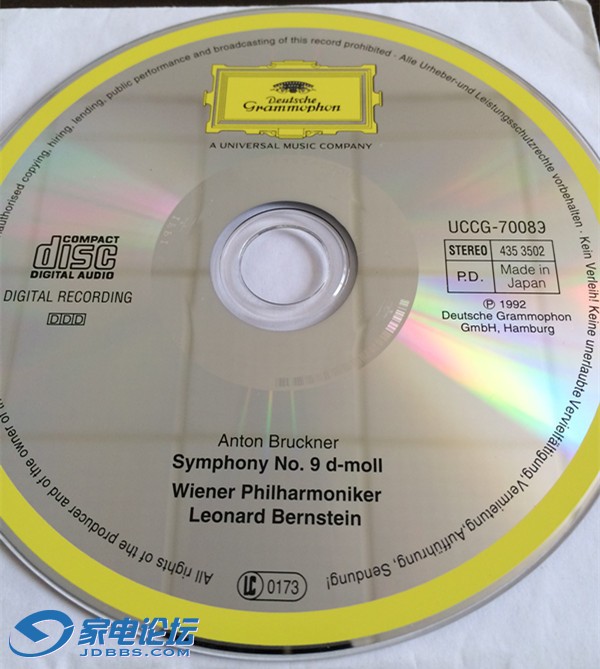 Unauthorised copying, hiring, lending, public performance and broadcasting of this record prohibited · Alle Urheber- und Leistungsschutzrechte vorbehalten · Kein Verleih! Keine unerlaubte Vervielfältigung, Vermietung, Aufführung, Sendung!
Deutsche
Grammophon
A UNIVERSAL MUSIC COMPANY
COMPACT
disc
DIGITAL AUDIO
DIGITAL RECORDING
DDD
UCCG-70083
STEREO 435 3502
P.D. Made in
Japan
℗ 1992
Deutsche Grammophon
GmbH, Hamburg
Anton Bruckner
Symphony No. 9 d-moll
Wiener Philharmoniker
Leonard Bernstein
All rights of the producer and of the owner of
LC 0173
家电论坛
JDBBS.COM